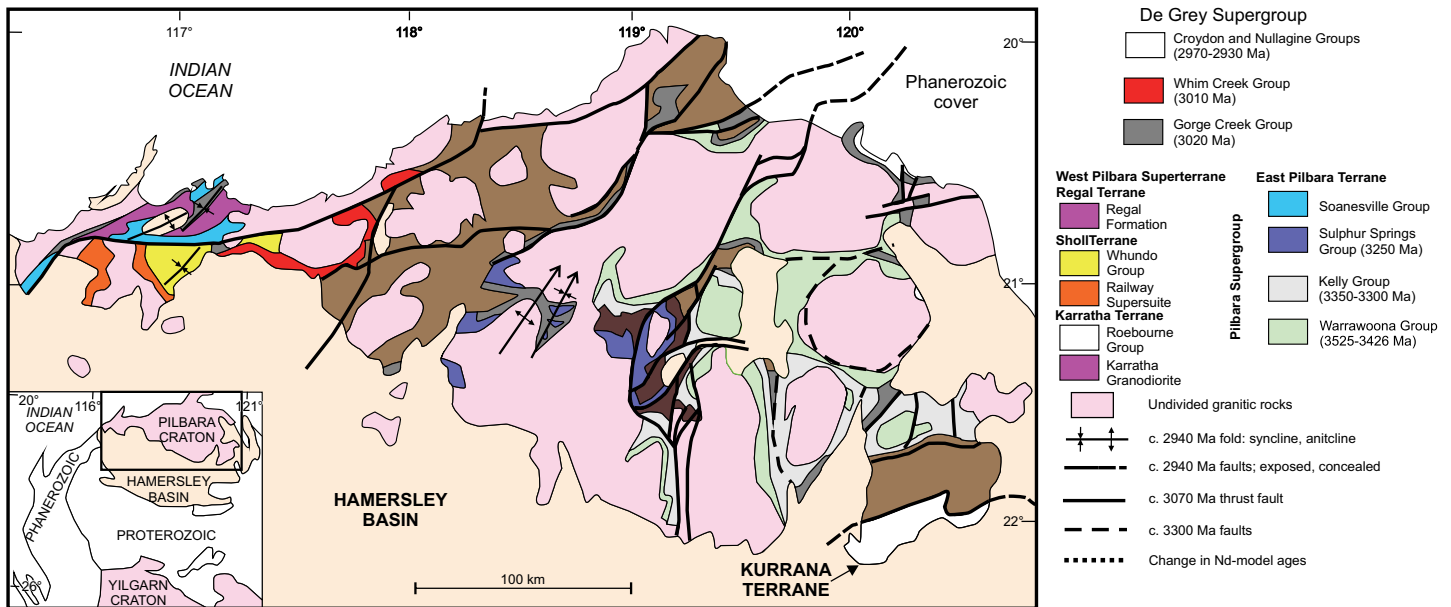 117°
118°
119°
120°
20°
INDIAN
OCEAN
Phanerozoic
cover
21°
22°
HAMERSLEY
BASIN
100 km
KURRANA
TERRANE
20°
116°
121°
INDIAN
OCEAN
PILBARA
CRATON
HAMERSLEY
BASIN
PHANEROZOIC
PROTEROZOIC
26°
YILGARN
CRATON
De Grey Supergroup
Croydon and Nullagine Groups
(2970-2930 Ma)
Whim Creek Group
(3010 Ma)
Gorge Creek Group
(3020 Ma)
West Pilbara Superterrane
Regal Terrane
Regal
Formation
ShollTerrane
Whundo
Group
Railway
Supersuite
Karratha Terrane
Roebourne
Group
Karratha
Granodiorite
Pilbara Supergroup
East Pilbara Terrane
Soanesville Group
Sulphur Springs
Group (3250 Ma)
Kelly Group
(3350-3300 Ma)
Warrawoona Group
(3525-3426 Ma)
Undivided granitic rocks
c. 2940 Ma fold: syncline, anitcline
c. 2940 Ma faults; exposed, concealed
c. 3070 Ma thrust fault
c. 3300 Ma faults
Change in Nd-model ages